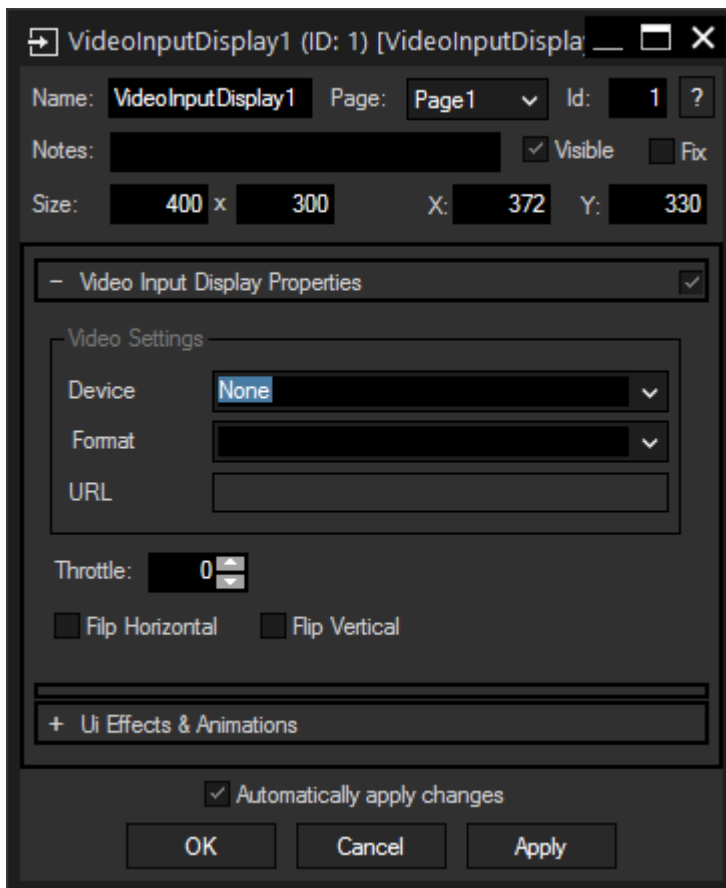 VideoInputDisplay1 (ID: 1) [VideoInputDispla
Name: VideoInputDisplay1 Page: Page1 Id: 1 ?
Notes: Visible Fix
Size: 400 x 300 X: 372 Y: 330
- Video Input Display Properties
Video Settings
Device None
Format
URL
Throttle: 0
Filp Horizontal Flip Vertical
+ Ui Effects & Animations
Automatically apply changes
OK Cancel Apply